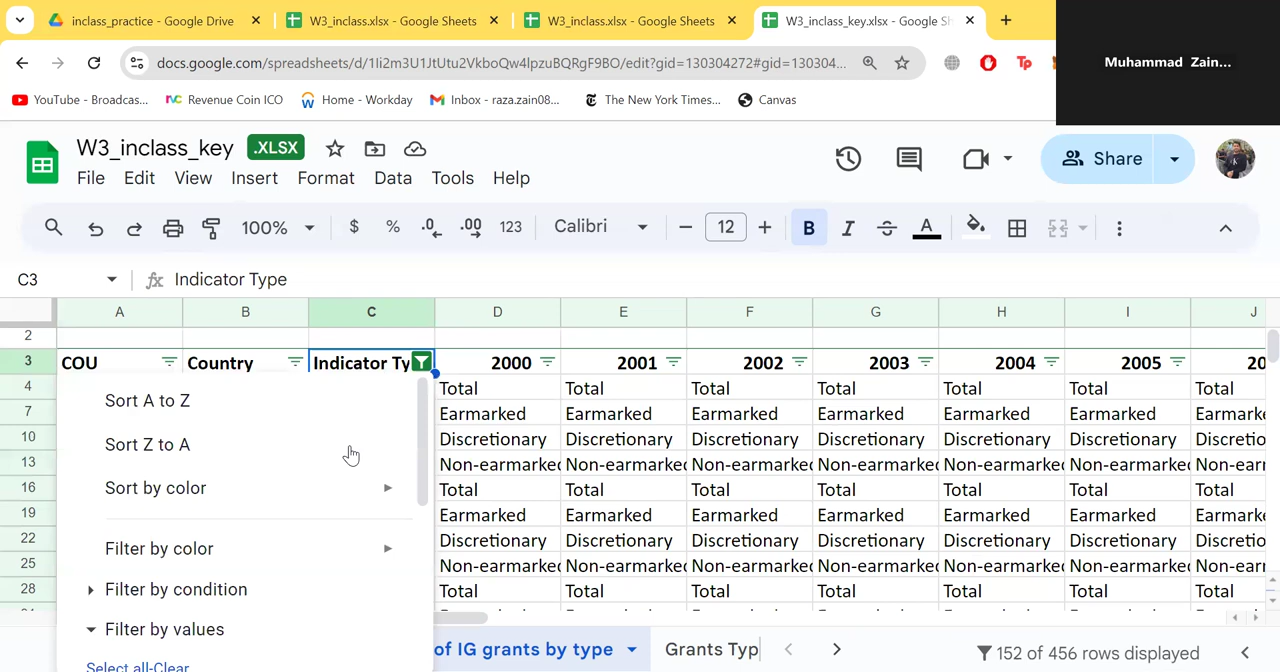 inclass_practice - Google Drive
W3_inclass.xlsx - Google Sheets
W3_inclass.xlsx - Google Sheets
W3_inclass_key.xlsx - Google Sh
docs.google.com/spreadsheets/d/1Ii2m3U1JtUtu2VkboQw4lpzuBQRgF9BO/edit?gid=130304272#gid=130304...
Muhammad Zain...
YouTube - Broadcas...
Revenue Coin ICO
Home - Workday
Inbox - raza.zain08...
The New York Times...
Canvas
W3_inclass_key
.XLSX
File Edit View Insert Format Data Tools Help
Share
100%
$ % .0 .00 123
Calibri
12
B I S A
C3
fx Indicator Type
A B C D E F G H I J
2
3 COU Country Indicator Ty 2000 2001 2002 2003 2004 2005 20
4 Total Total Total Total Total Total Total
7 Earmarked Earmarked Earmarked Earmarked Earmarked Earmarked Earmark
10 Discretionary Discretionary Discretionary Discretionary Discretionary Discretionary Discretio
13 Non-earmarked Non-earmarked Non-earmarked Non-earmarked Non-earmarked Non-earmarked Non-ear
16 Total Total Total Total Total Total Total
19 Earmarked Earmarked Earmarked Earmarked Earmarked Earmarked Earmark
22 Discretionary Discretionary Discretionary Discretionary Discretionary Discretionary Discretio
25 Non-earmarked Non-earmarked Non-earmarked Non-earmarked Non-earmarked Non-earmarked Non-ear
28 Total Total Total Total Total Total Total
Sort A to Z
Sort Z to A
Sort by color
Filter by color
Filter by condition
Filter by values
Select all-Clear
of IG grants by type
Grants Typ
152 of 456 rows displayed